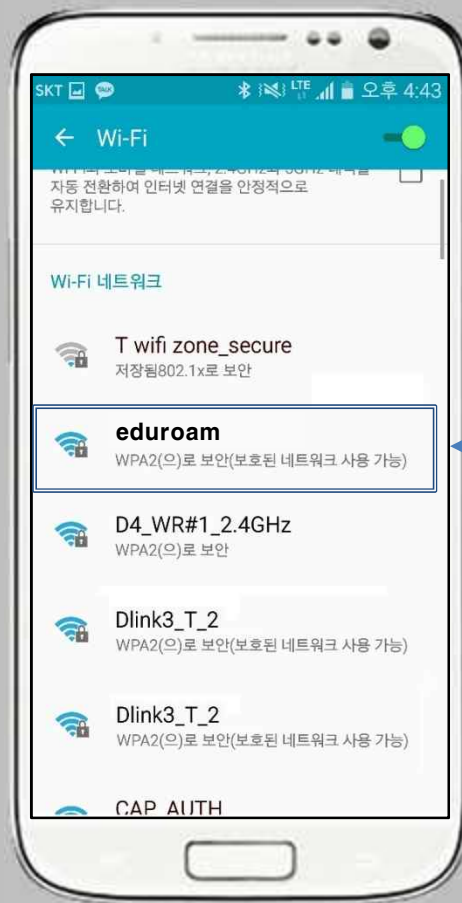 SKT TALK LTE 오후 4:43
Wi-Fi
자동 전환하여 인터넷 연결을 안정적으로
유지합니다.
Wi-Fi 네트워크
T wifi zone_secure
저장됨802.1x로 보안
eduroam
WPA2(으)로 보안(보호된 네트워크 사용 가능)
D4_WR#1_2.4GHz
WPA2(으)로 보안
Dlink3_T_2
WPA2(으)로 보안(보호된 네트워크 사용 가능)
Dlink3_T_2
WPA2(으)로 보안(보호된 네트워크 사용 가능)
CAP_AUTH